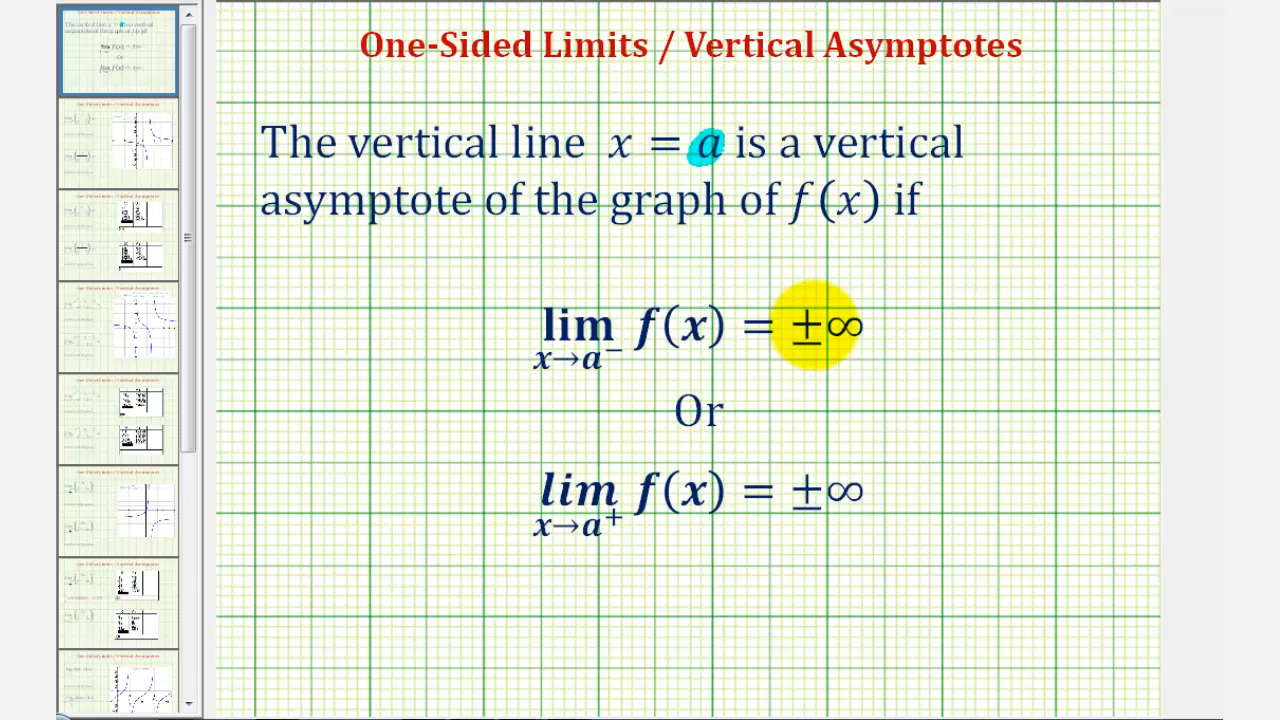 One-Sided Limits / Vertical Asymptotes
The vertical line x = a is a vertical
asymptote of the graph of f(x) if
lim f(x) = ±∞
x→a⁻
Or
lim f(x) = ±∞
x→a⁺